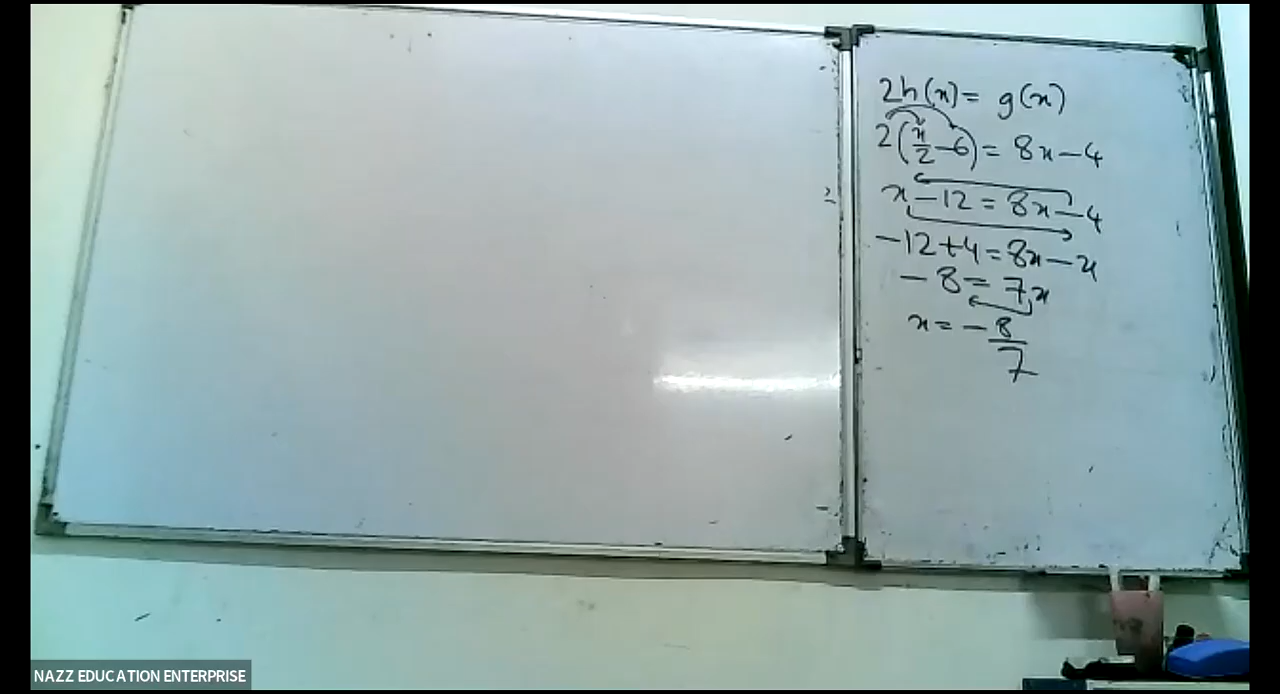 2h(x) = g(x)
2(x/2 - 6) = 8x - 4
x - 12 = 8x - 4
-12 + 4 = 8x - x
-8 = 7x
x = -8/7
NAZZ EDUCATION ENTERPRISE